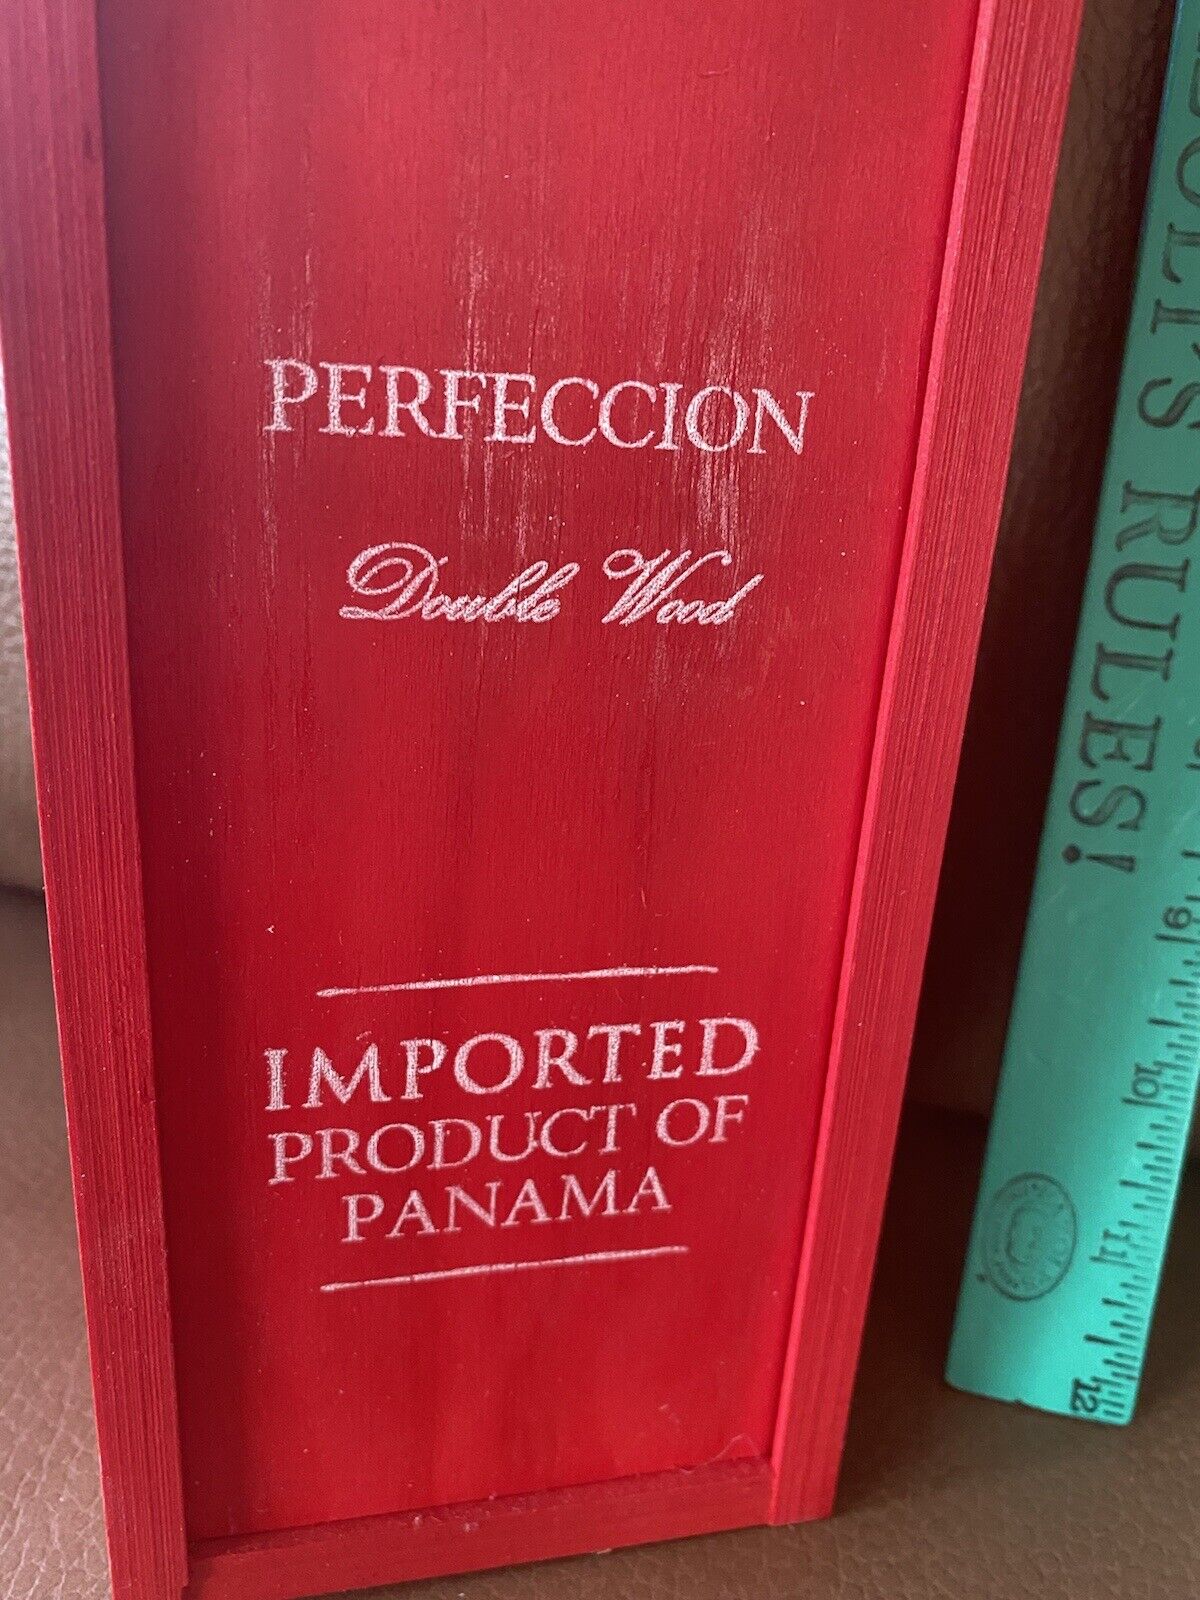 PERFECCION
Double Wood
IMPORTED
PRODUCT OF
PANAMA
RULES!
9
10
11
12